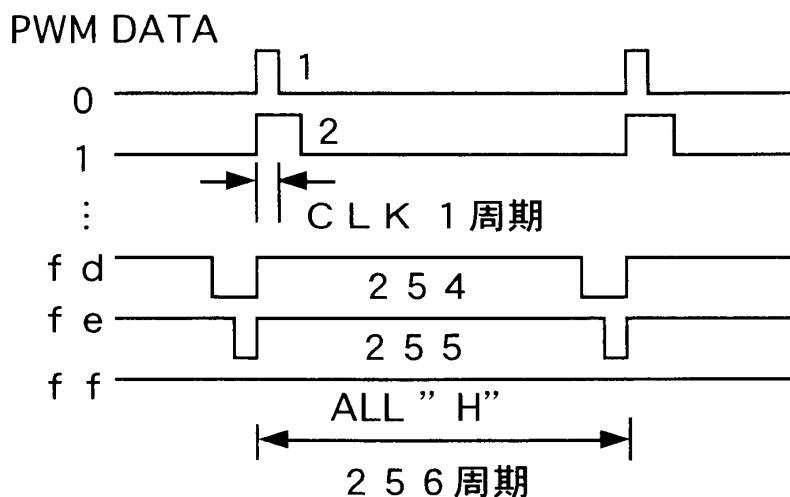 PWM DATA
0 1
1 2
CLK 1周期
⋮
fd 254
fe 255
ff
ALL ”H”
256周期